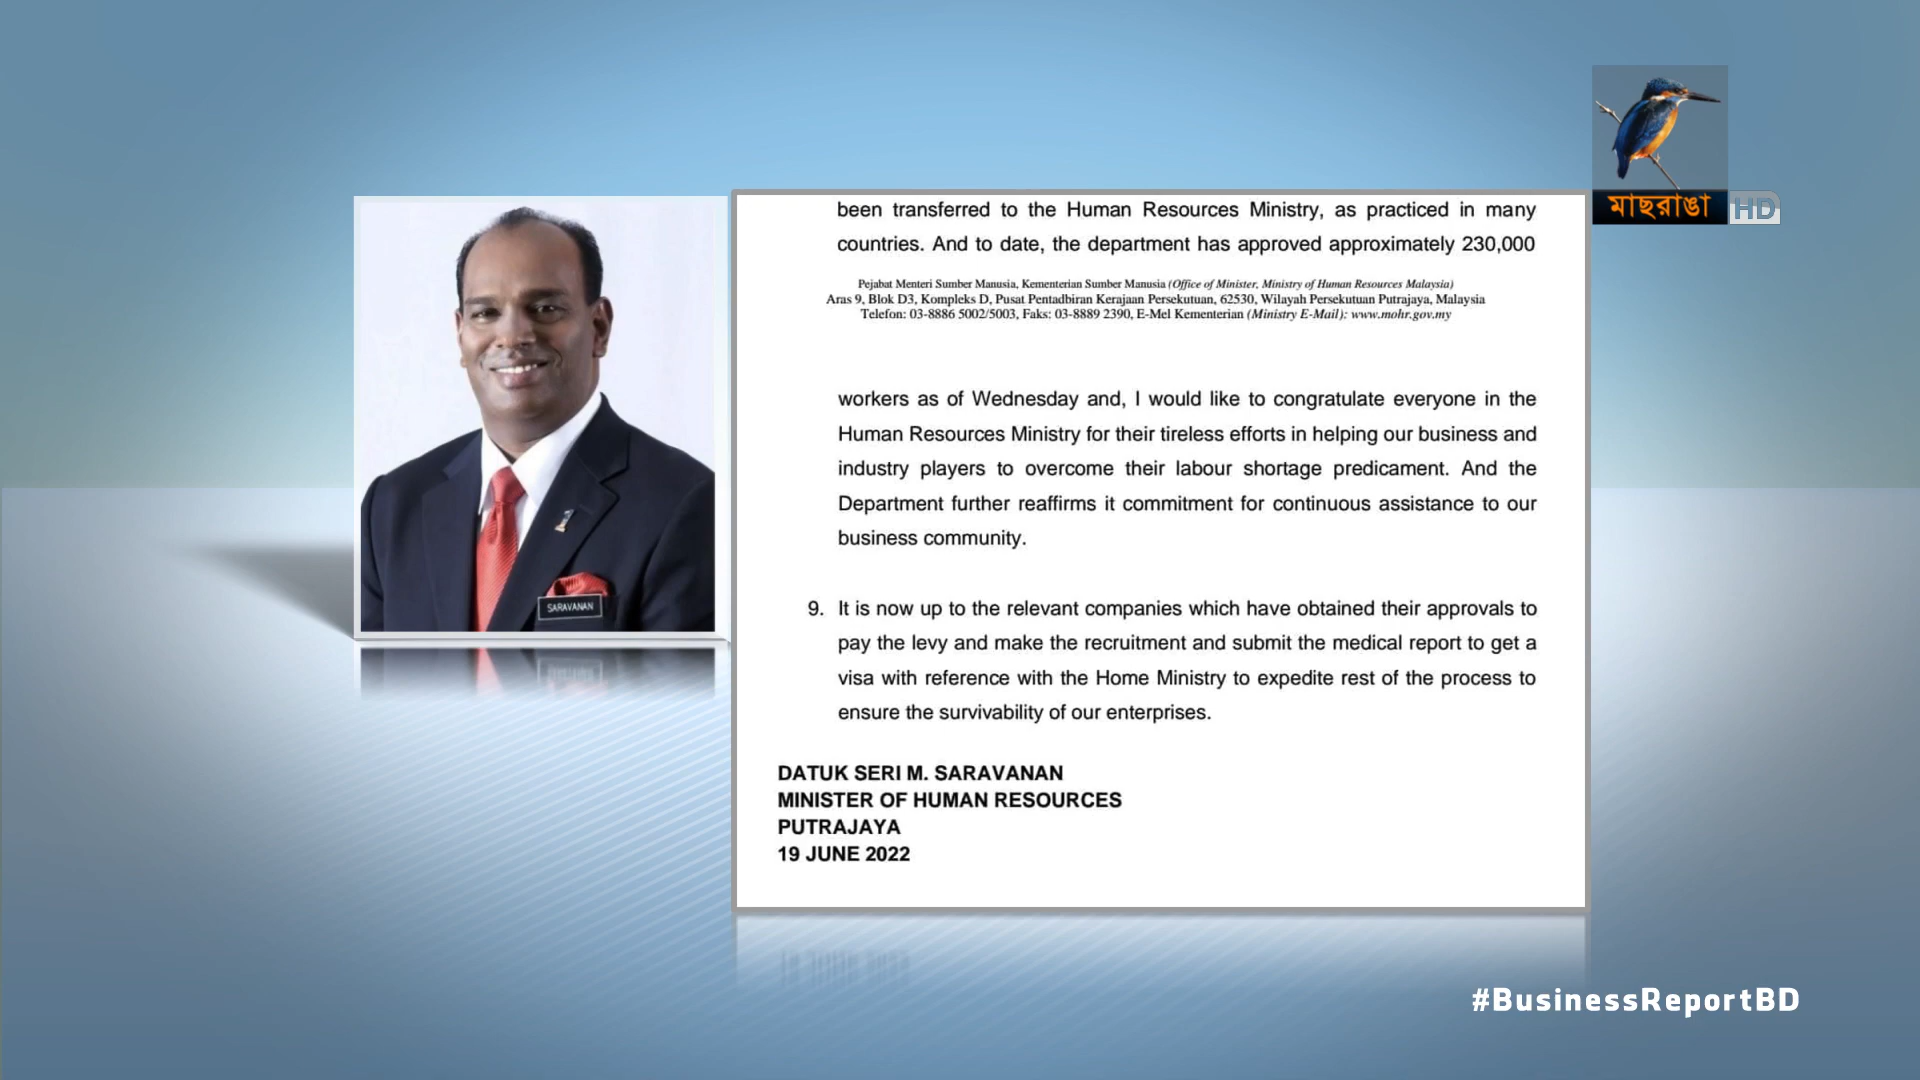 মাছরাঙা HD
been transferred to the Human Resources Ministry, as practiced in many
countries. And to date, the department has approved approximately 230,000
Pejabat Menteri Sumber Manusia, Kementerian Sumber Manusia (Office of Minister, Ministry of Human Resources Malaysia)
Aras 9, Blok D3, Kompleks D, Pusat Pentadbiran Kerajaan Persekutuan, 62530, Wilayah Persekutuan Putrajaya, Malaysia
Telefon: 03-8886 5002/5003, Faks: 03-8889 2390, E-Mel Kementerian (Ministry E-Mail): www.mohr.gov.my
workers as of Wednesday and, I would like to congratulate everyone in the
Human Resources Ministry for their tireless efforts in helping our business and
industry players to overcome their labour shortage predicament. And the
Department further reaffirms it commitment for continuous assistance to our
business community.
9. It is now up to the relevant companies which have obtained their approvals to
pay the levy and make the recruitment and submit the medical report to get a
visa with reference with the Home Ministry to expedite rest of the process to
ensure the survivability of our enterprises.
DATUK SERI M. SARAVANAN
MINISTER OF HUMAN RESOURCES
PUTRAJAYA
19 JUNE 2022
SARAVANAN
#BusinessReportBD